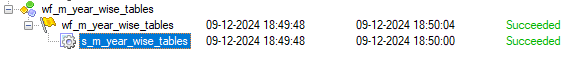 wf_m_year_wise_tables
wf_m_year_wise_tables 09-12-2024 18:49:48 09-12-2024 18:50:04 Succeeded
s_m_year_wise_tables 09-12-2024 18:49:48 09-12-2024 18:50:00 Succeeded